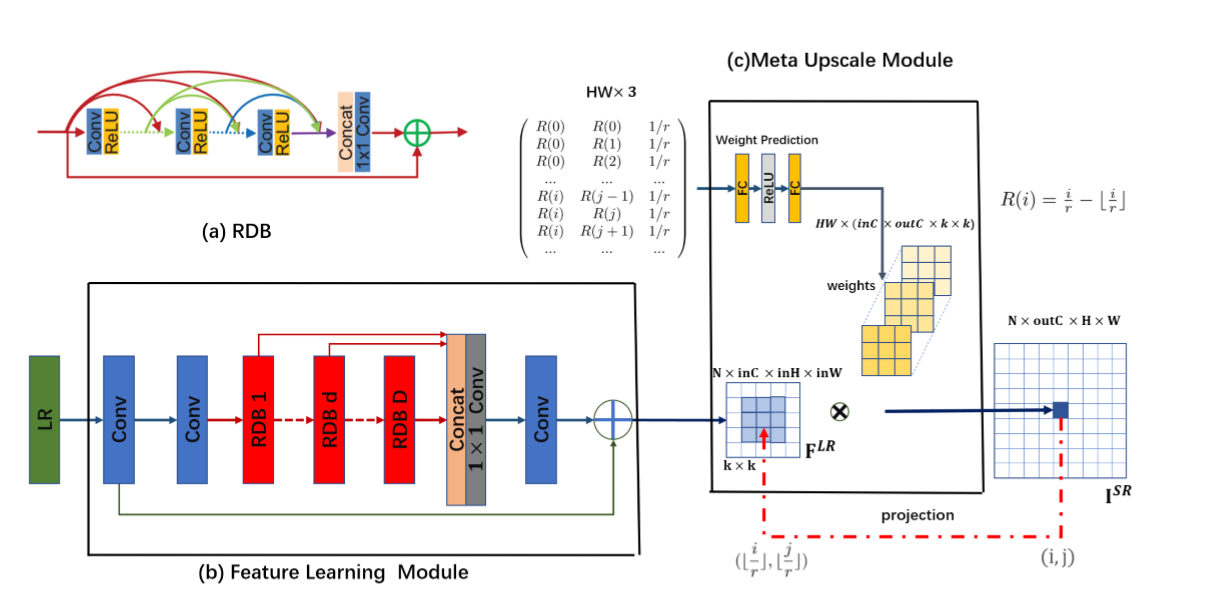 (c)Meta Upscale Module
HW× 3
R(0) R(0) 1/r
R(0) R(1) 1/r
R(0) R(2) 1/r
... ... ...
R(i) R(j − 1) 1/r
R(i) R(j) 1/r
R(i) R(j + 1) 1/r
... ... ...
Conv
ReLU
Conv
ReLU
Conv
ReLU
Concat
1x1 Conv
(a) RDB
Weight Prediction
FC
ReLU
FC
HW × (inC × outC × k × k)
weights
R(i) = i/r − ⌊i/r⌋
LR
Conv
Conv
RDB 1
RDB d
RDB D
Concat
1 × 1 Conv
Conv
(b) Feature Learning Module
N × inC × inH × inW
k × k
F^LR
N × outC × H × W
I^SR
projection
(⌊i/r⌋, ⌊j/r⌋)
(i, j)